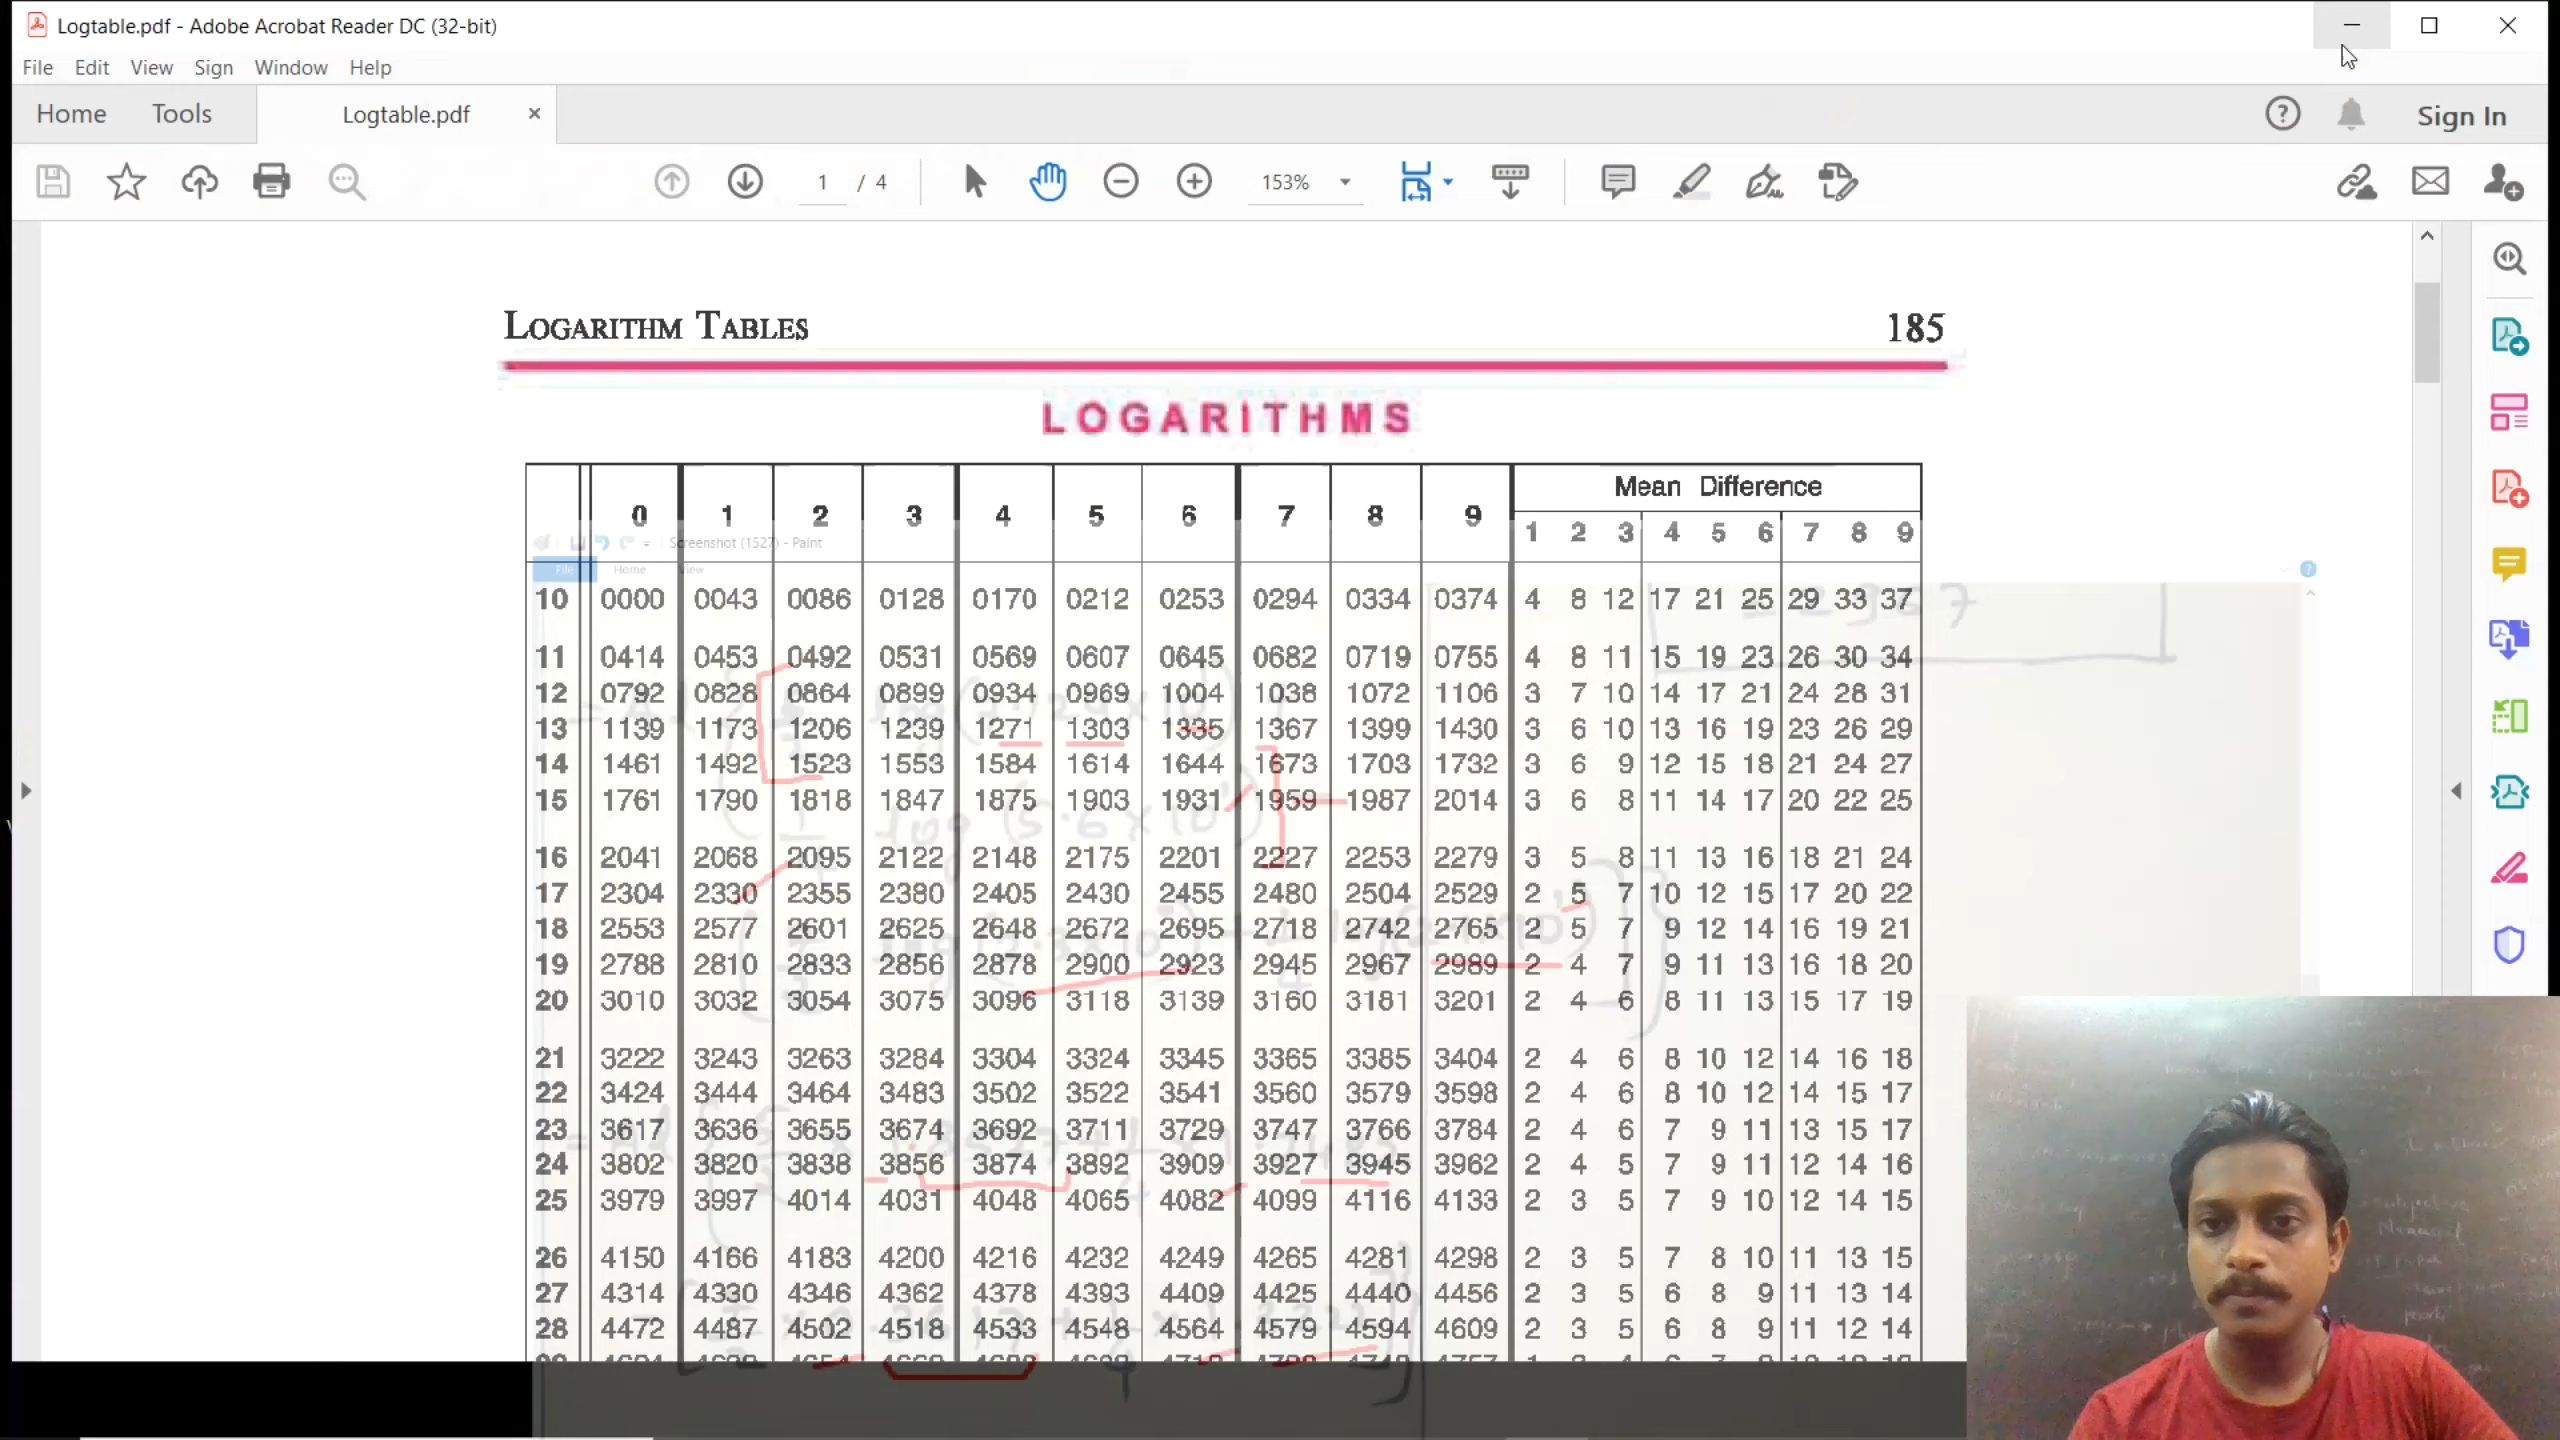 Logtable.pdf - Adobe Acrobat Reader DC (32-bit)
File Edit View Sign Window Help
Home Tools Logtable.pdf × Sign In
1 / 4 153%
LOGARITHM TABLES 185
LOGARITHMS
Mean Difference
0 1 2 3 4 5 6 7 8 9 1 2 3 4 5 6 7 8 9
Screenshot (1527) - Paint
File Home View
10 0000 0043 0086 0128 0170 0212 0253 0294 0334 0374 4 8 12 17 21 25 29 33 37
11 0414 0453 0492 0531 0569 0607 0645 0682 0719 0755 4 8 11 15 19 23 26 30 34
12 0792 0828 0864 0899 0934 0969 1004 1038 1072 1106 3 7 10 14 17 21 24 28 31
13 1139 1173 1206 1239 1271 1303 1335 1367 1399 1430 3 6 10 13 16 19 23 26 29
14 1461 1492 1523 1553 1584 1614 1644 1673 1703 1732 3 6 9 12 15 18 21 24 27
15 1761 1790 1818 1847 1875 1903 1931 1959 1987 2014 3 6 8 11 14 17 20 22 25
16 2041 2068 2095 2122 2148 2175 2201 2227 2253 2279 3 5 8 11 13 16 18 21 24
17 2304 2330 2355 2380 2405 2430 2455 2480 2504 2529 2 5 7 10 12 15 17 20 22
18 2553 2577 2601 2625 2648 2672 2695 2718 2742 2765 2 5 7 9 12 14 16 19 21
19 2788 2810 2833 2856 2878 2900 2923 2945 2967 2989 2 4 7 9 11 13 16 18 20
20 3010 3032 3054 3075 3096 3118 3139 3160 3181 3201 2 4 6 8 11 13 15 17 19
21 3222 3243 3263 3284 3304 3324 3345 3365 3385 3404 2 4 6 8 10 12 14 16 18
22 3424 3444 3464 3483 3502 3522 3541 3560 3579 3598 2 4 6 8 10 12 14 15 17
23 3617 3636 3655 3674 3692 3711 3729 3747 3766 3784 2 4 6 7 9 11 13 15 17
24 3802 3820 3838 3856 3874 3892 3909 3927 3945 3962 2 4 5 7 9 11 12 14 16
25 3979 3997 4014 4031 4048 4065 4082 4099 4116 4133 2 3 5 7 9 10 12 14 15
26 4150 4166 4183 4200 4216 4232 4249 4265 4281 4298 2 3 5 7 8 10 11 13 15
27 4314 4330 4346 4362 4378 4393 4409 4425 4440 4456 2 3 5 6 8 9 11 13 14
28 4472 4487 4502 4518 4533 4548 4564 4579 4594 4609 2 3 5 6 8 9 11 12 14